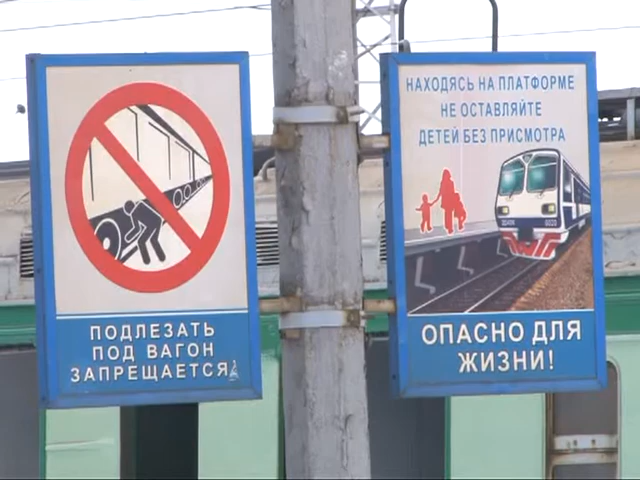 ПОДЛЕЗАТЬ
ПОД ВАГОН
ЗАПРЕЩАЕТСЯ
НАХОДЯСЬ НА ПЛАТФОРМЕ
НЕ ОСТАВЛЯЙТЕ
ДЕТЕЙ БЕЗ ПРИСМОТРА
ОПАСНО ДЛЯ
ЖИЗНИ!